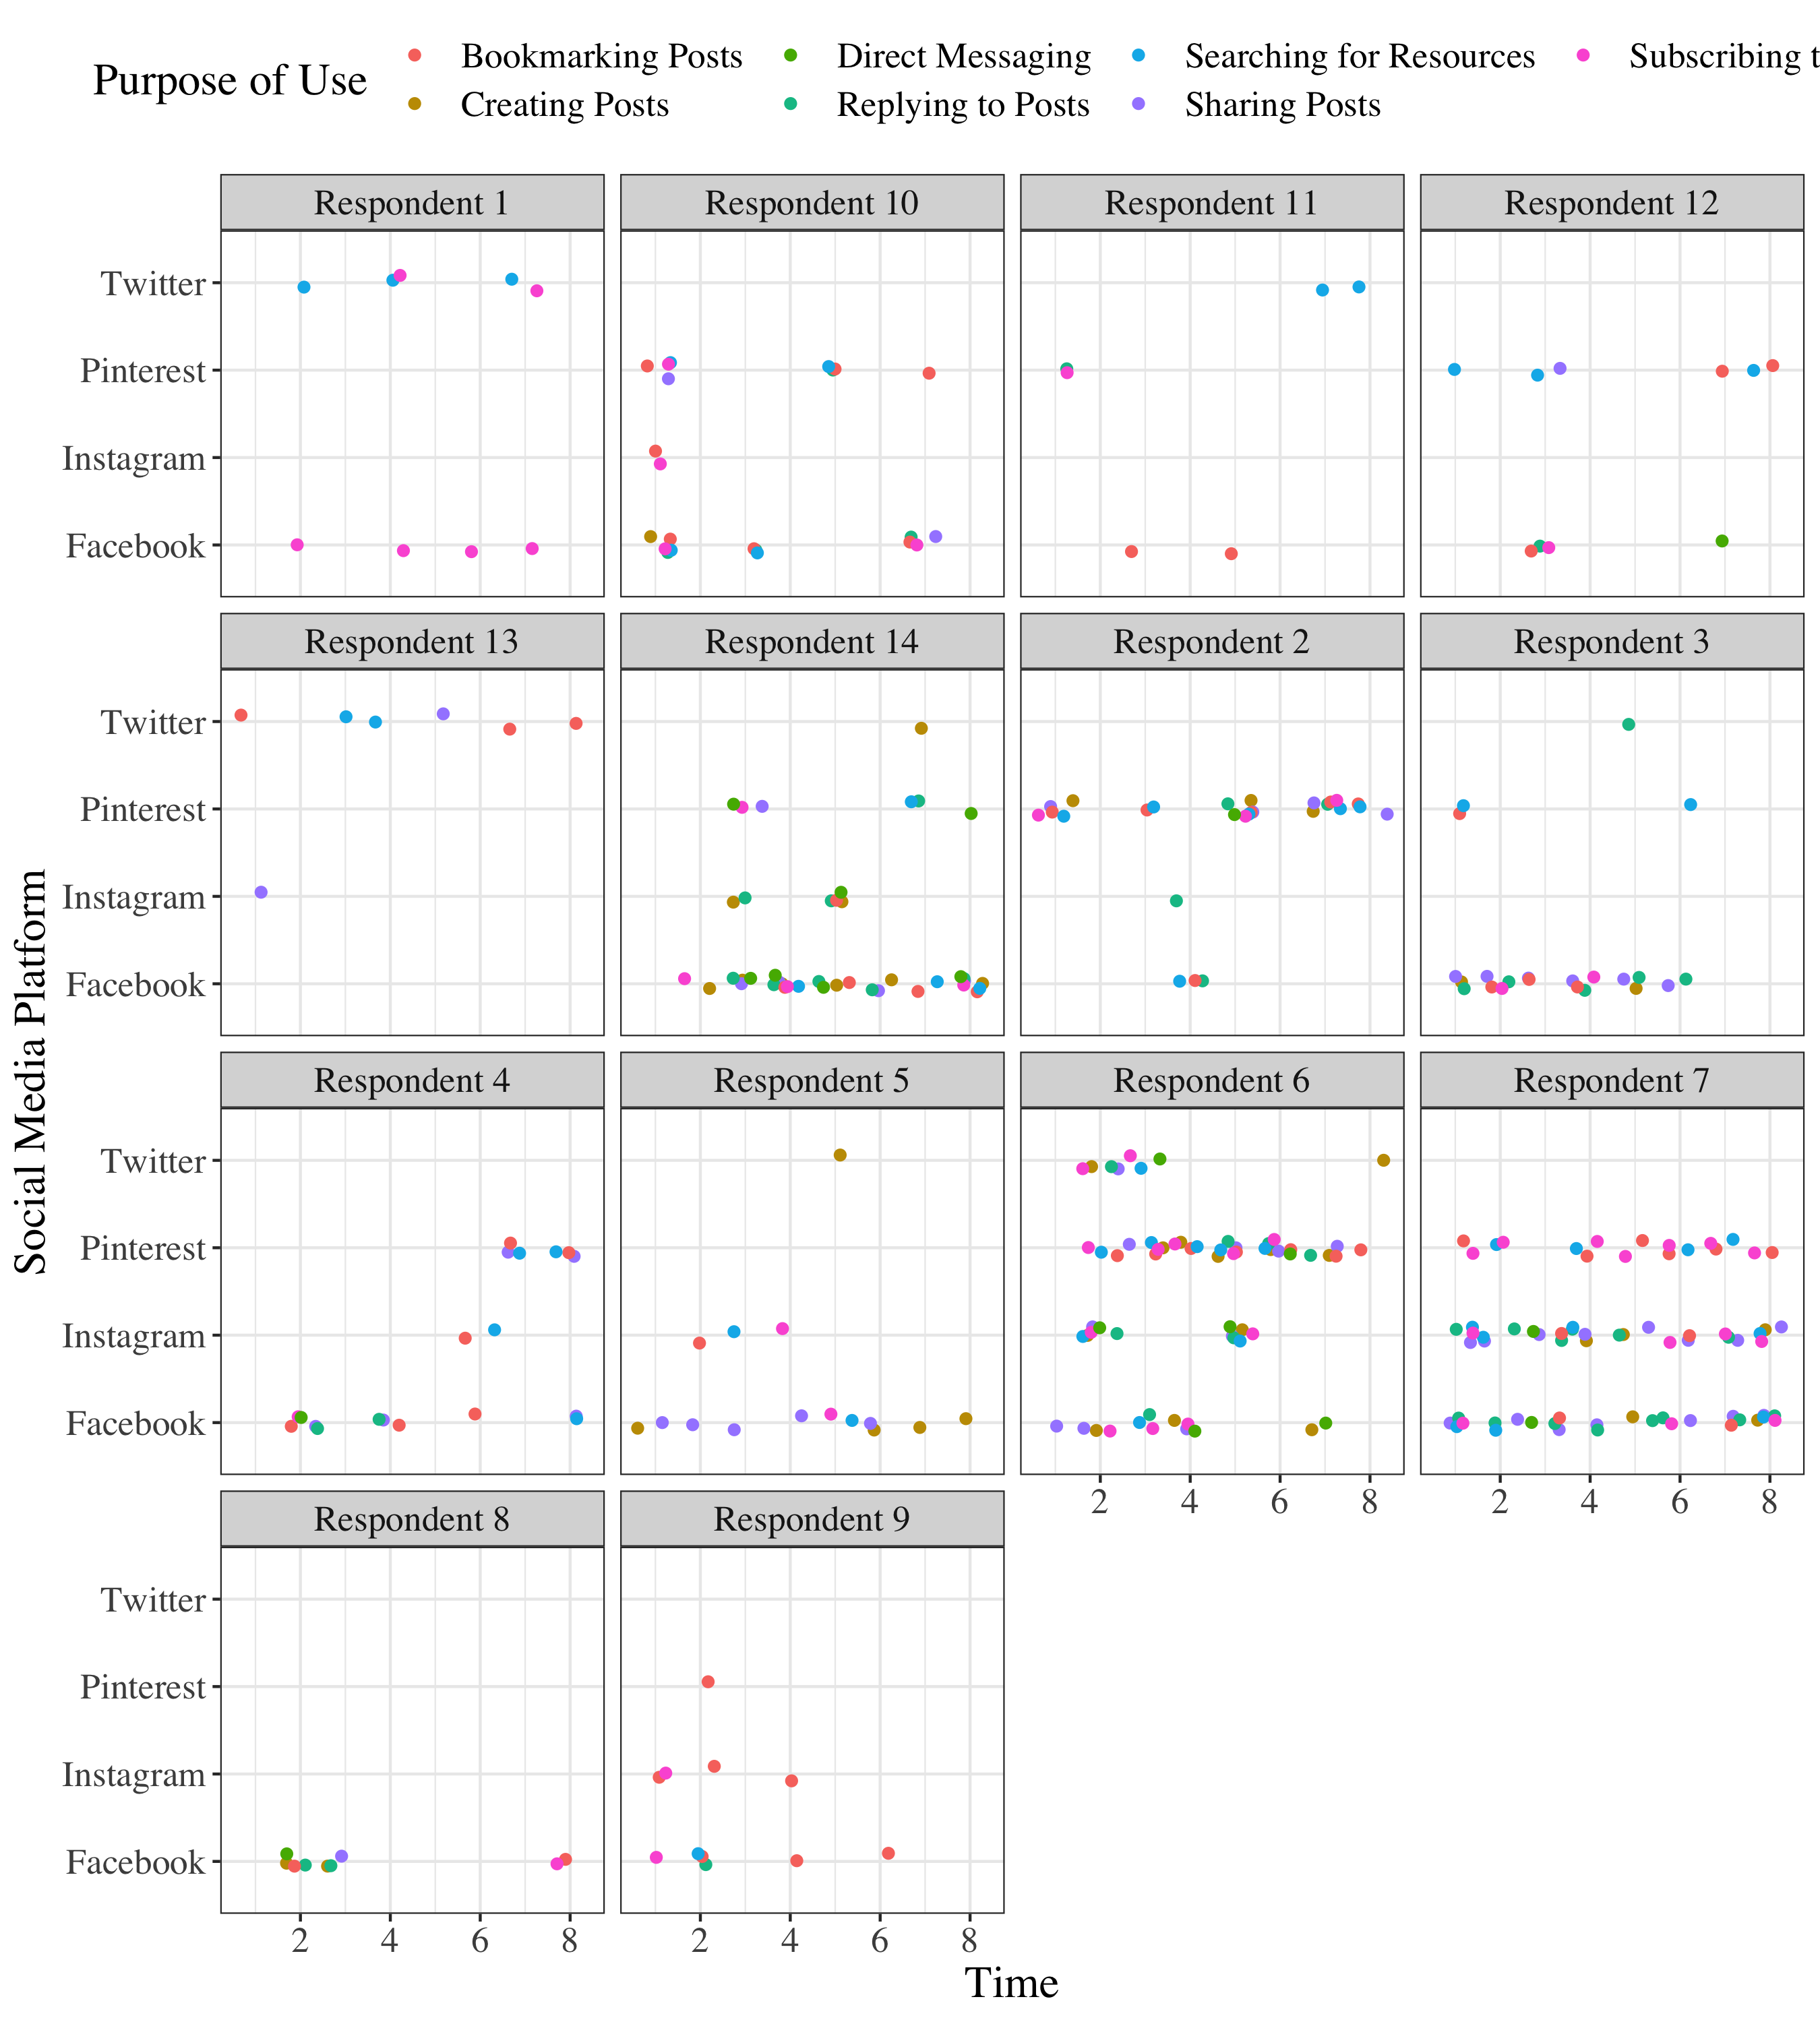 Purpose of Use
Bookmarking Posts
Direct Messaging
Searching for Resources
Subscribing t
Creating Posts
Replying to Posts
Sharing Posts
Respondent 1
Respondent 10
Respondent 11
Respondent 12
Twitter
Pinterest
Instagram
Facebook
Respondent 13
Respondent 14
Respondent 2
Respondent 3
Twitter
Pinterest
Instagram
Facebook
Social Media Platform
Respondent 4
Respondent 5
Respondent 6
Respondent 7
Twitter
Pinterest
Instagram
Facebook
2 4 6 8
2 4 6 8
Respondent 8
Respondent 9
Twitter
Pinterest
Instagram
Facebook
2 4 6 8
2 4 6 8
Time